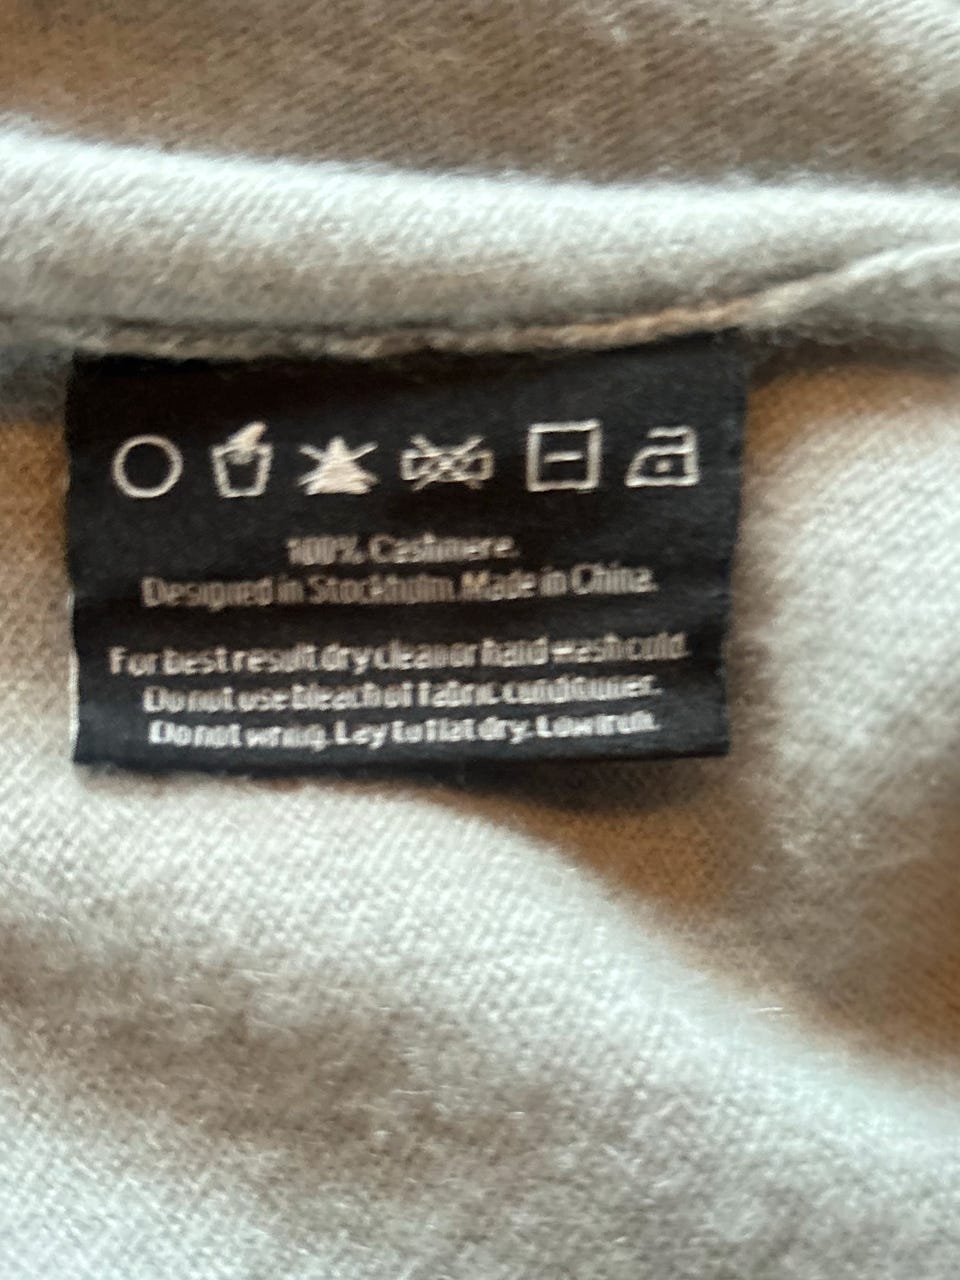 100% Cashmere.
Designed in Stockholm. Made in China.
For best result dry clean or hand wash cold.
Do not use bleach of fabric conditioner.
Do not wring. Lay to flat dry. Low iron.